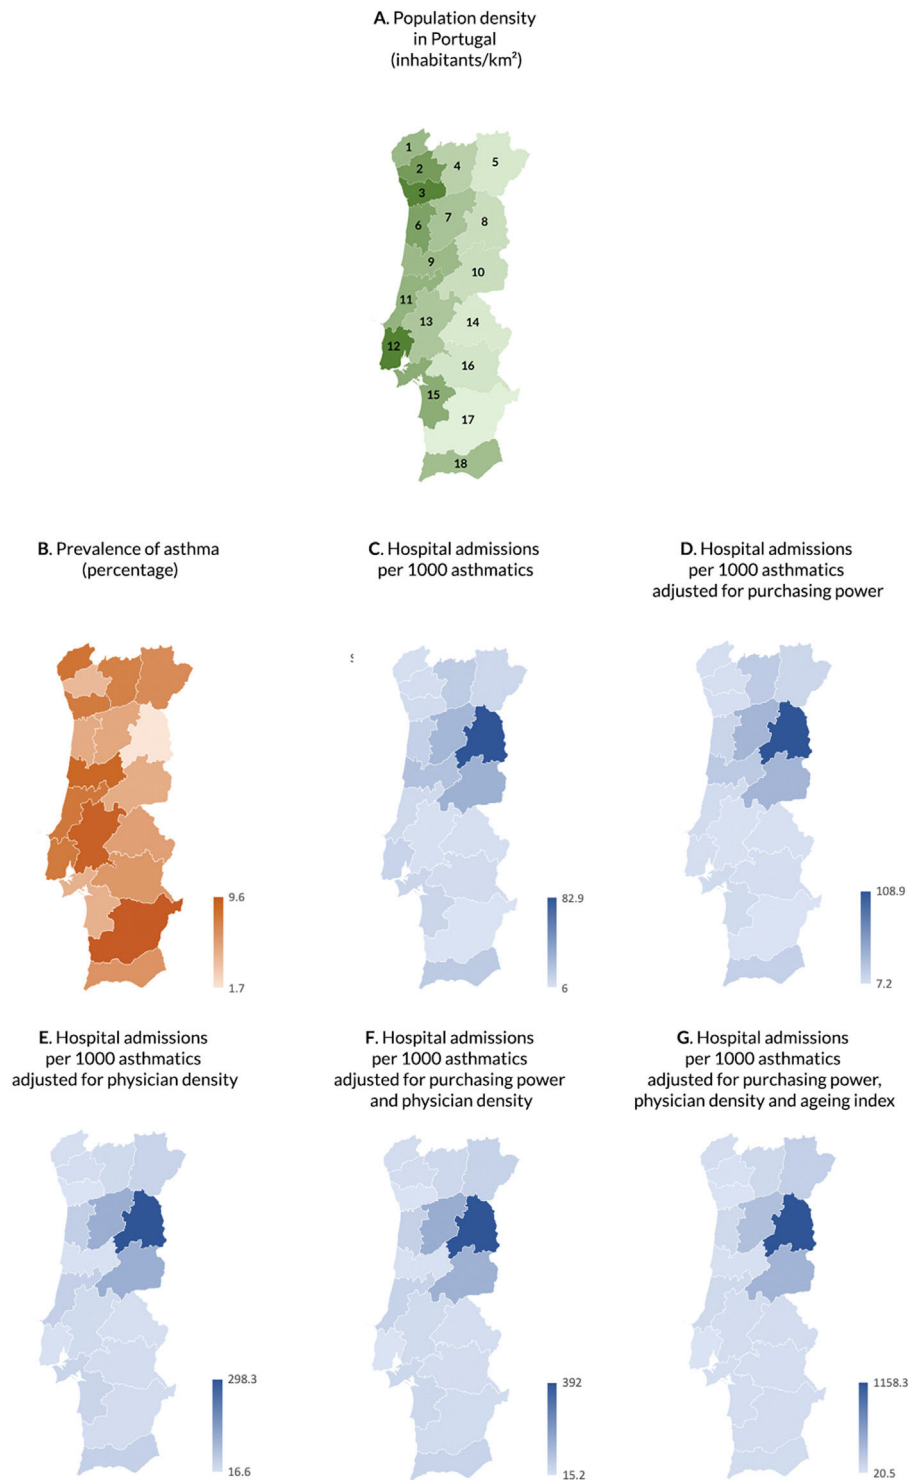 A. Population density
in Portugal
(inhabitants/km²)
1
2
3
4
5
6
7
8
9
10
11
12
13
14
15
16
17
18
B. Prevalence of asthma
(percentage)
9.6
1.7
C. Hospital admissions
per 1000 asthmatics
82.9
6
D. Hospital admissions
per 1000 asthmatics
adjusted for purchasing power
108.9
7.2
E. Hospital admissions
per 1000 asthmatics
adjusted for physician density
298.3
16.6
F. Hospital admissions
per 1000 asthmatics
adjusted for purchasing power
and physician density
392
15.2
G. Hospital admissions
per 1000 asthmatics
adjusted for purchasing power,
physician density and ageing index
1158.3
20.5